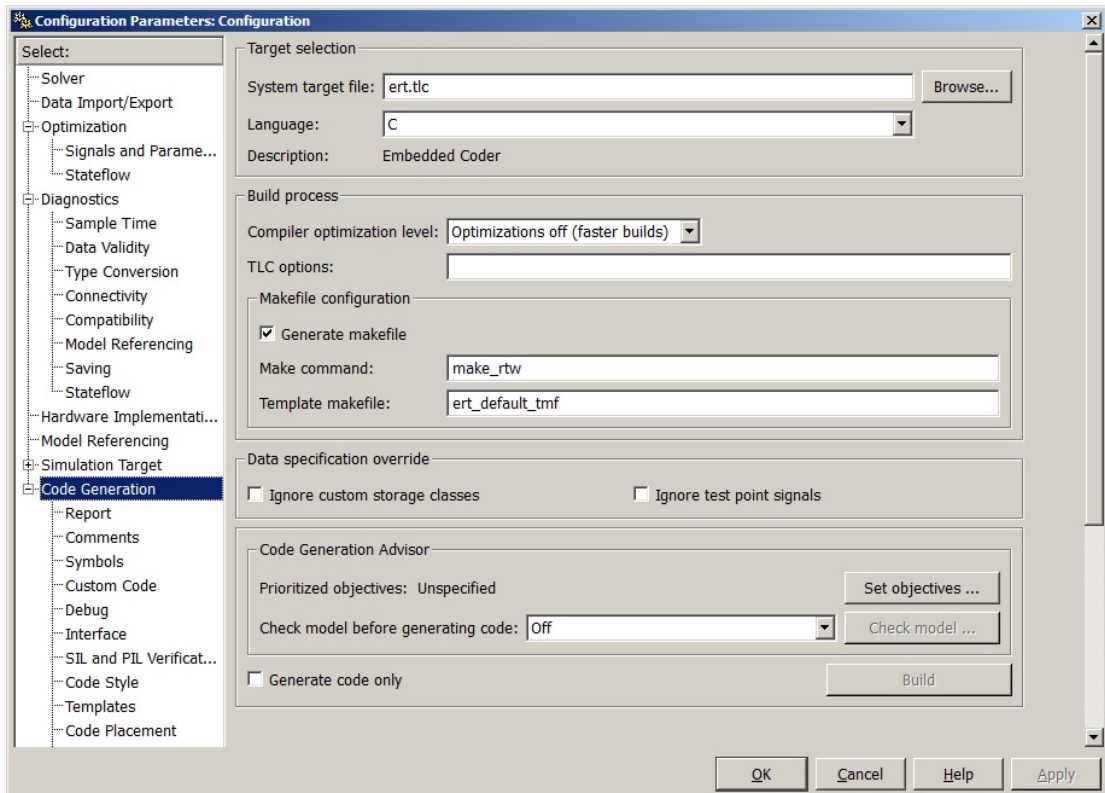 Configuration Parameters: Configuration
Select:
Solver
Data Import/Export
Optimization
Signals and Parame...
Stateflow
Diagnostics
Sample Time
Data Validity
Type Conversion
Connectivity
Compatibility
Model Referencing
Saving
Stateflow
Hardware Implementati...
Model Referencing
Simulation Target
Code Generation
Report
Comments
Symbols
Custom Code
Debug
Interface
SIL and PIL Verificat...
Code Style
Templates
Code Placement
Target selection
System target file: ert.tlc Browse...
Language: C
Description: Embedded Coder
Build process
Compiler optimization level: Optimizations off (faster builds)
TLC options:
Makefile configuration
Generate makefile
Make command: make_rtw
Template makefile: ert_default_tmf
Data specification override
Ignore custom storage classes Ignore test point signals
Code Generation Advisor
Prioritized objectives: Unspecified Set objectives ...
Check model before generating code: Off Check model ...
Generate code only Build
OK Cancel Help Apply